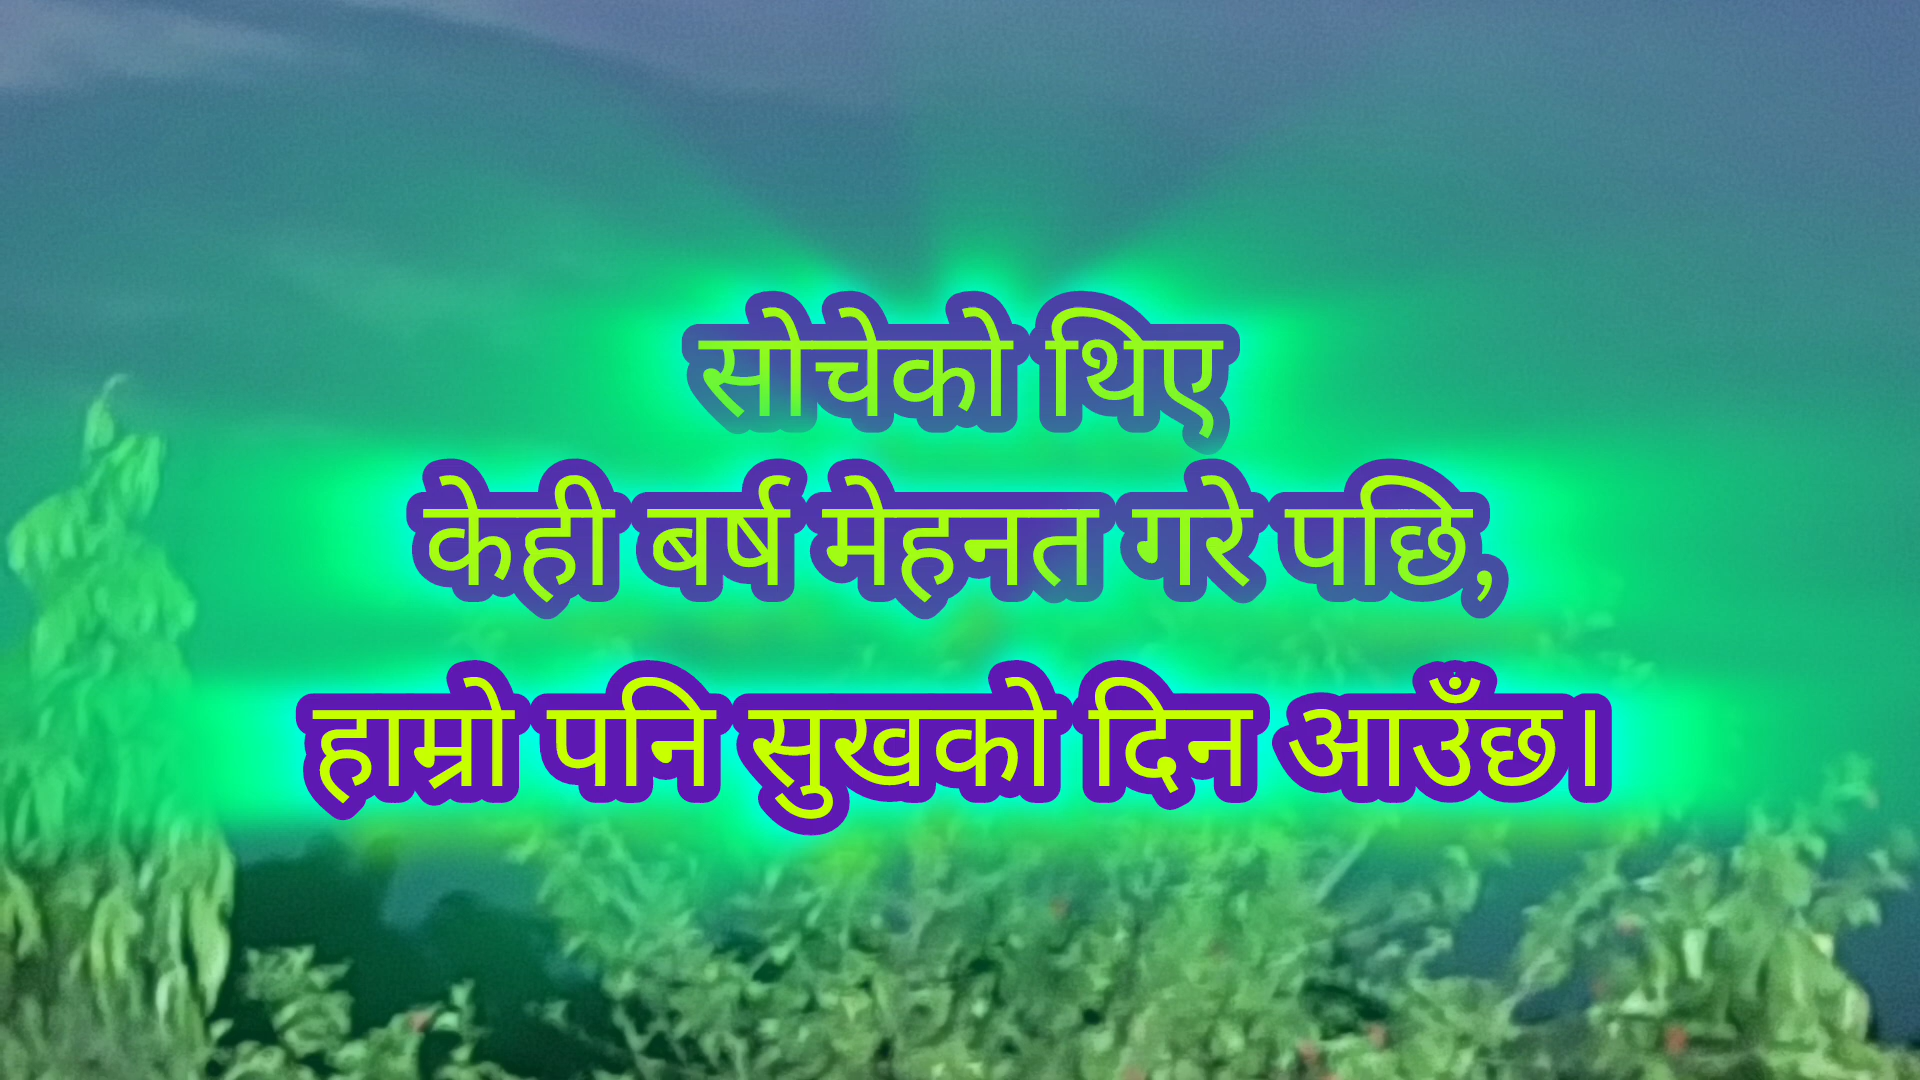 सोचेको थिए
केही बर्ष मेहनत गरे पछि,
हाम्रो पनि सुखको दिन आउँछ।